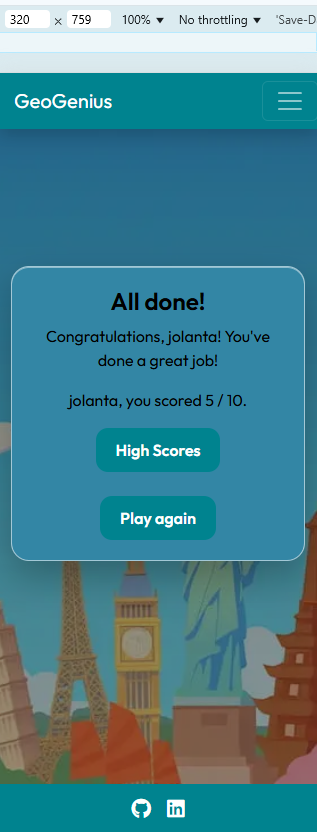 320 × 759 100% ▼ No throttling ▼ 'Save-D
GeoGenius
All done!
Congratulations, jolanta! You've
done a great job!
jolanta, you scored 5 / 10.
High Scores
Play again